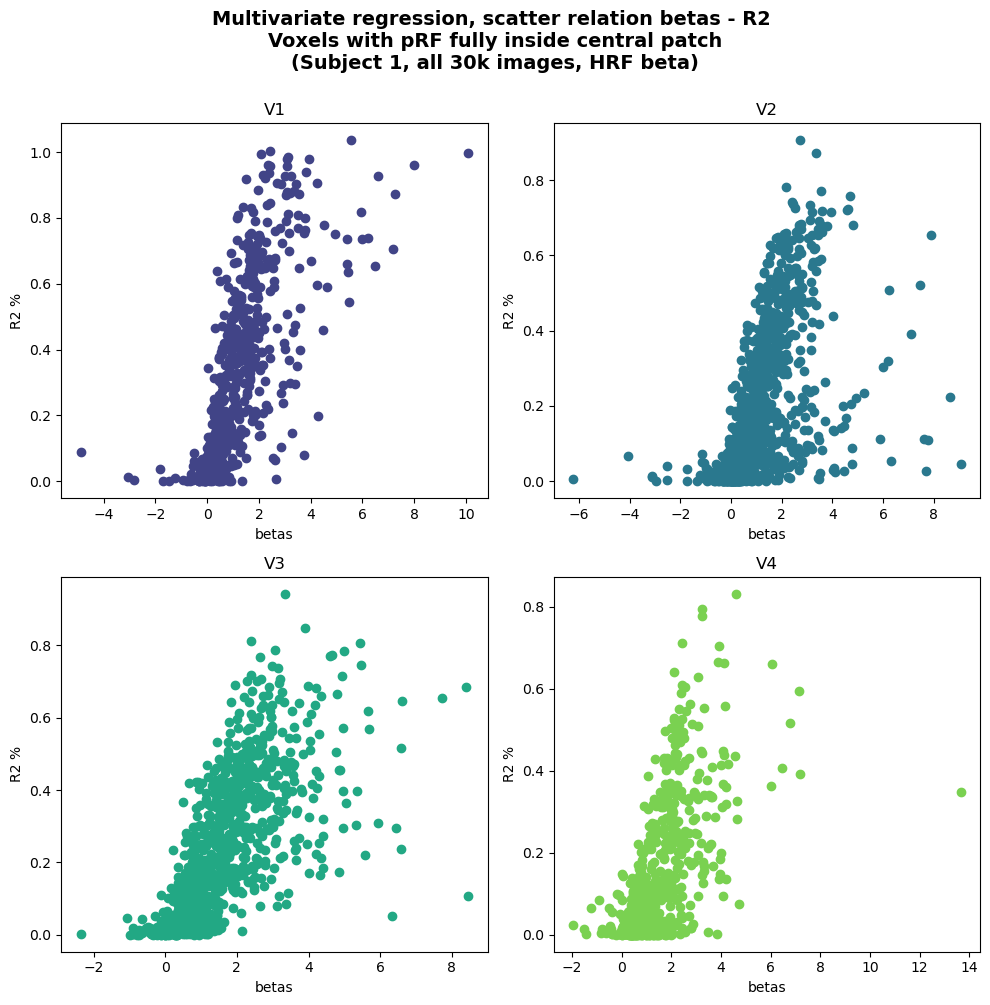 Multivariate regression, scatter relation betas - R2
Voxels with pRF fully inside central patch
(Subject 1, all 30k images, HRF beta)
V1
V2
1.0
0.8
0.6
0.4
0.2
0.0
R2 %
0.8
0.6
0.4
0.2
0.0
R2 %
−4 −2 0 2 4 6 8 10
betas
−6 −4 −2 0 2 4 6 8
betas
V3
V4
0.8
0.6
0.4
0.2
0.0
R2 %
0.8
0.6
0.4
0.2
0.0
R2 %
−2 0 2 4 6 8
betas
−2 0 2 4 6 8 10 12 14
betas